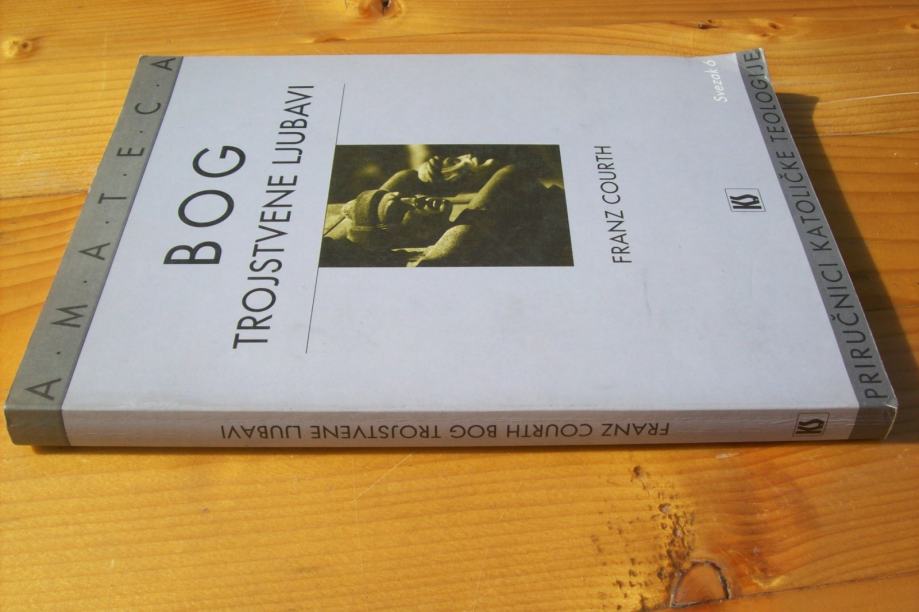 A·M·A·T·E·C·A
BOG
TROJSTVENE LJUBAVI
FRANZ COURTH
Svezak 6
KS
PRIRUČNICI KATOLIČKE TEOLOGIJE
FRANZ COURTH BOG TROJSTVENE LJUBAVI
KS